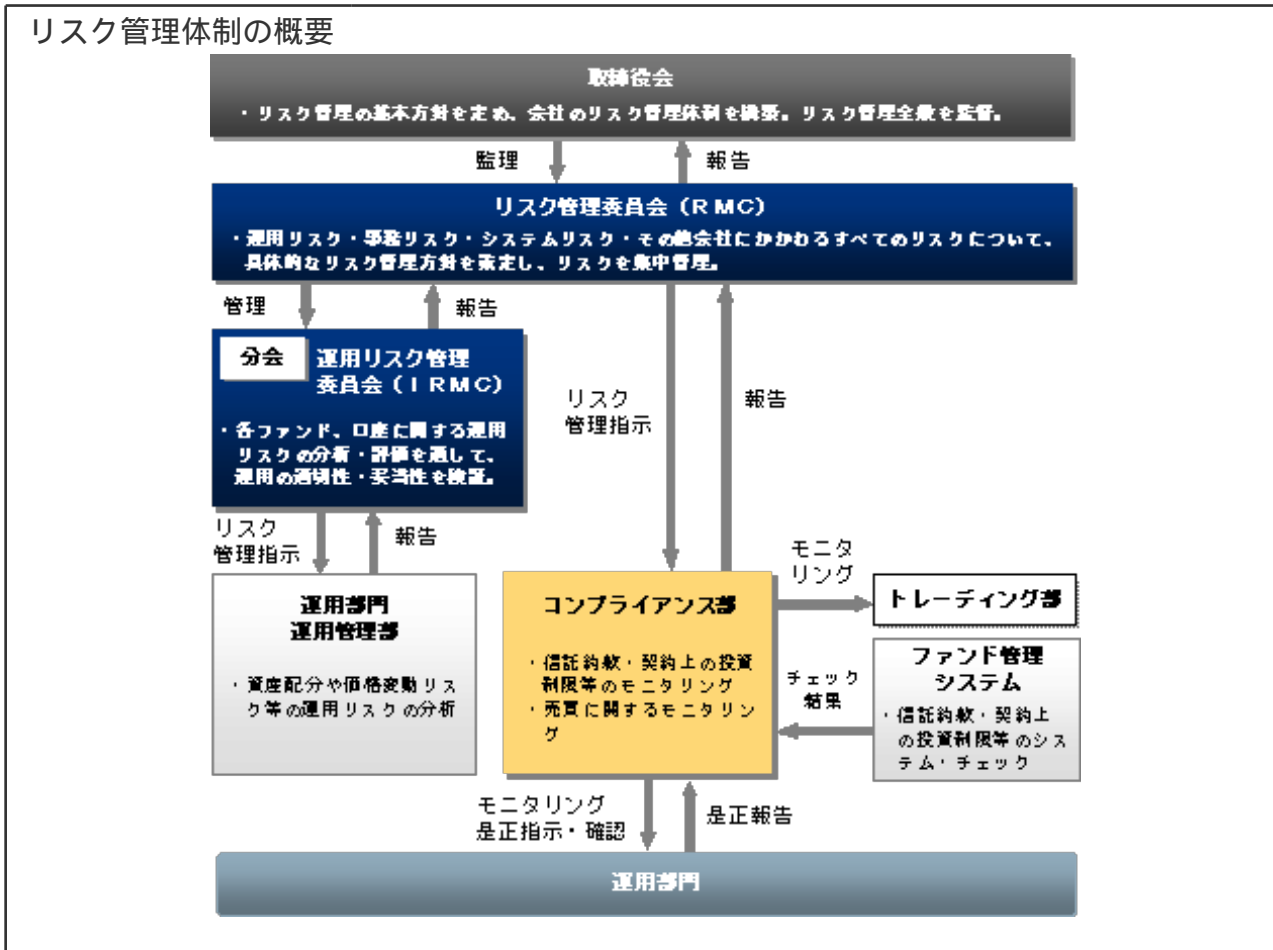 リスク管理体制の概要
取締役会
・リスク管理の基本方針を定め、会社のリスク管理体制を構築。リスク管理全般を監督。
監理
報告
リスク管理委員会(RMC)
・運用リスク・事務リスク・システムリスク・その他会社にかかわるすべてのリスクについて、
具体的なリスク管理方針を策定し、リスクを集中管理。
管理
報告
分会
運用リスク管理
委員会(IRMC)
・各ファンド、口座に関する運用
リスクの分析・評価を通して、
運用の適切性・妥当性を検証。
リスク
管理指示
報告
リスク
管理指示
報告
運用部門
運用管理部
・資産配分や価格変動リス
ク等の運用リスクの分析
コンプライアンス部
・信託約款・契約上の投資
制限等のモニタリング
・売買に関するモニタリン
グ
モニタ
リング
トレーディング部
チェック
結果
ファンド管理
システム
・信託約款・契約上
の投資制限等のシス
テム・チェック
モニタリング
是正指示・確認
是正報告
運用部門